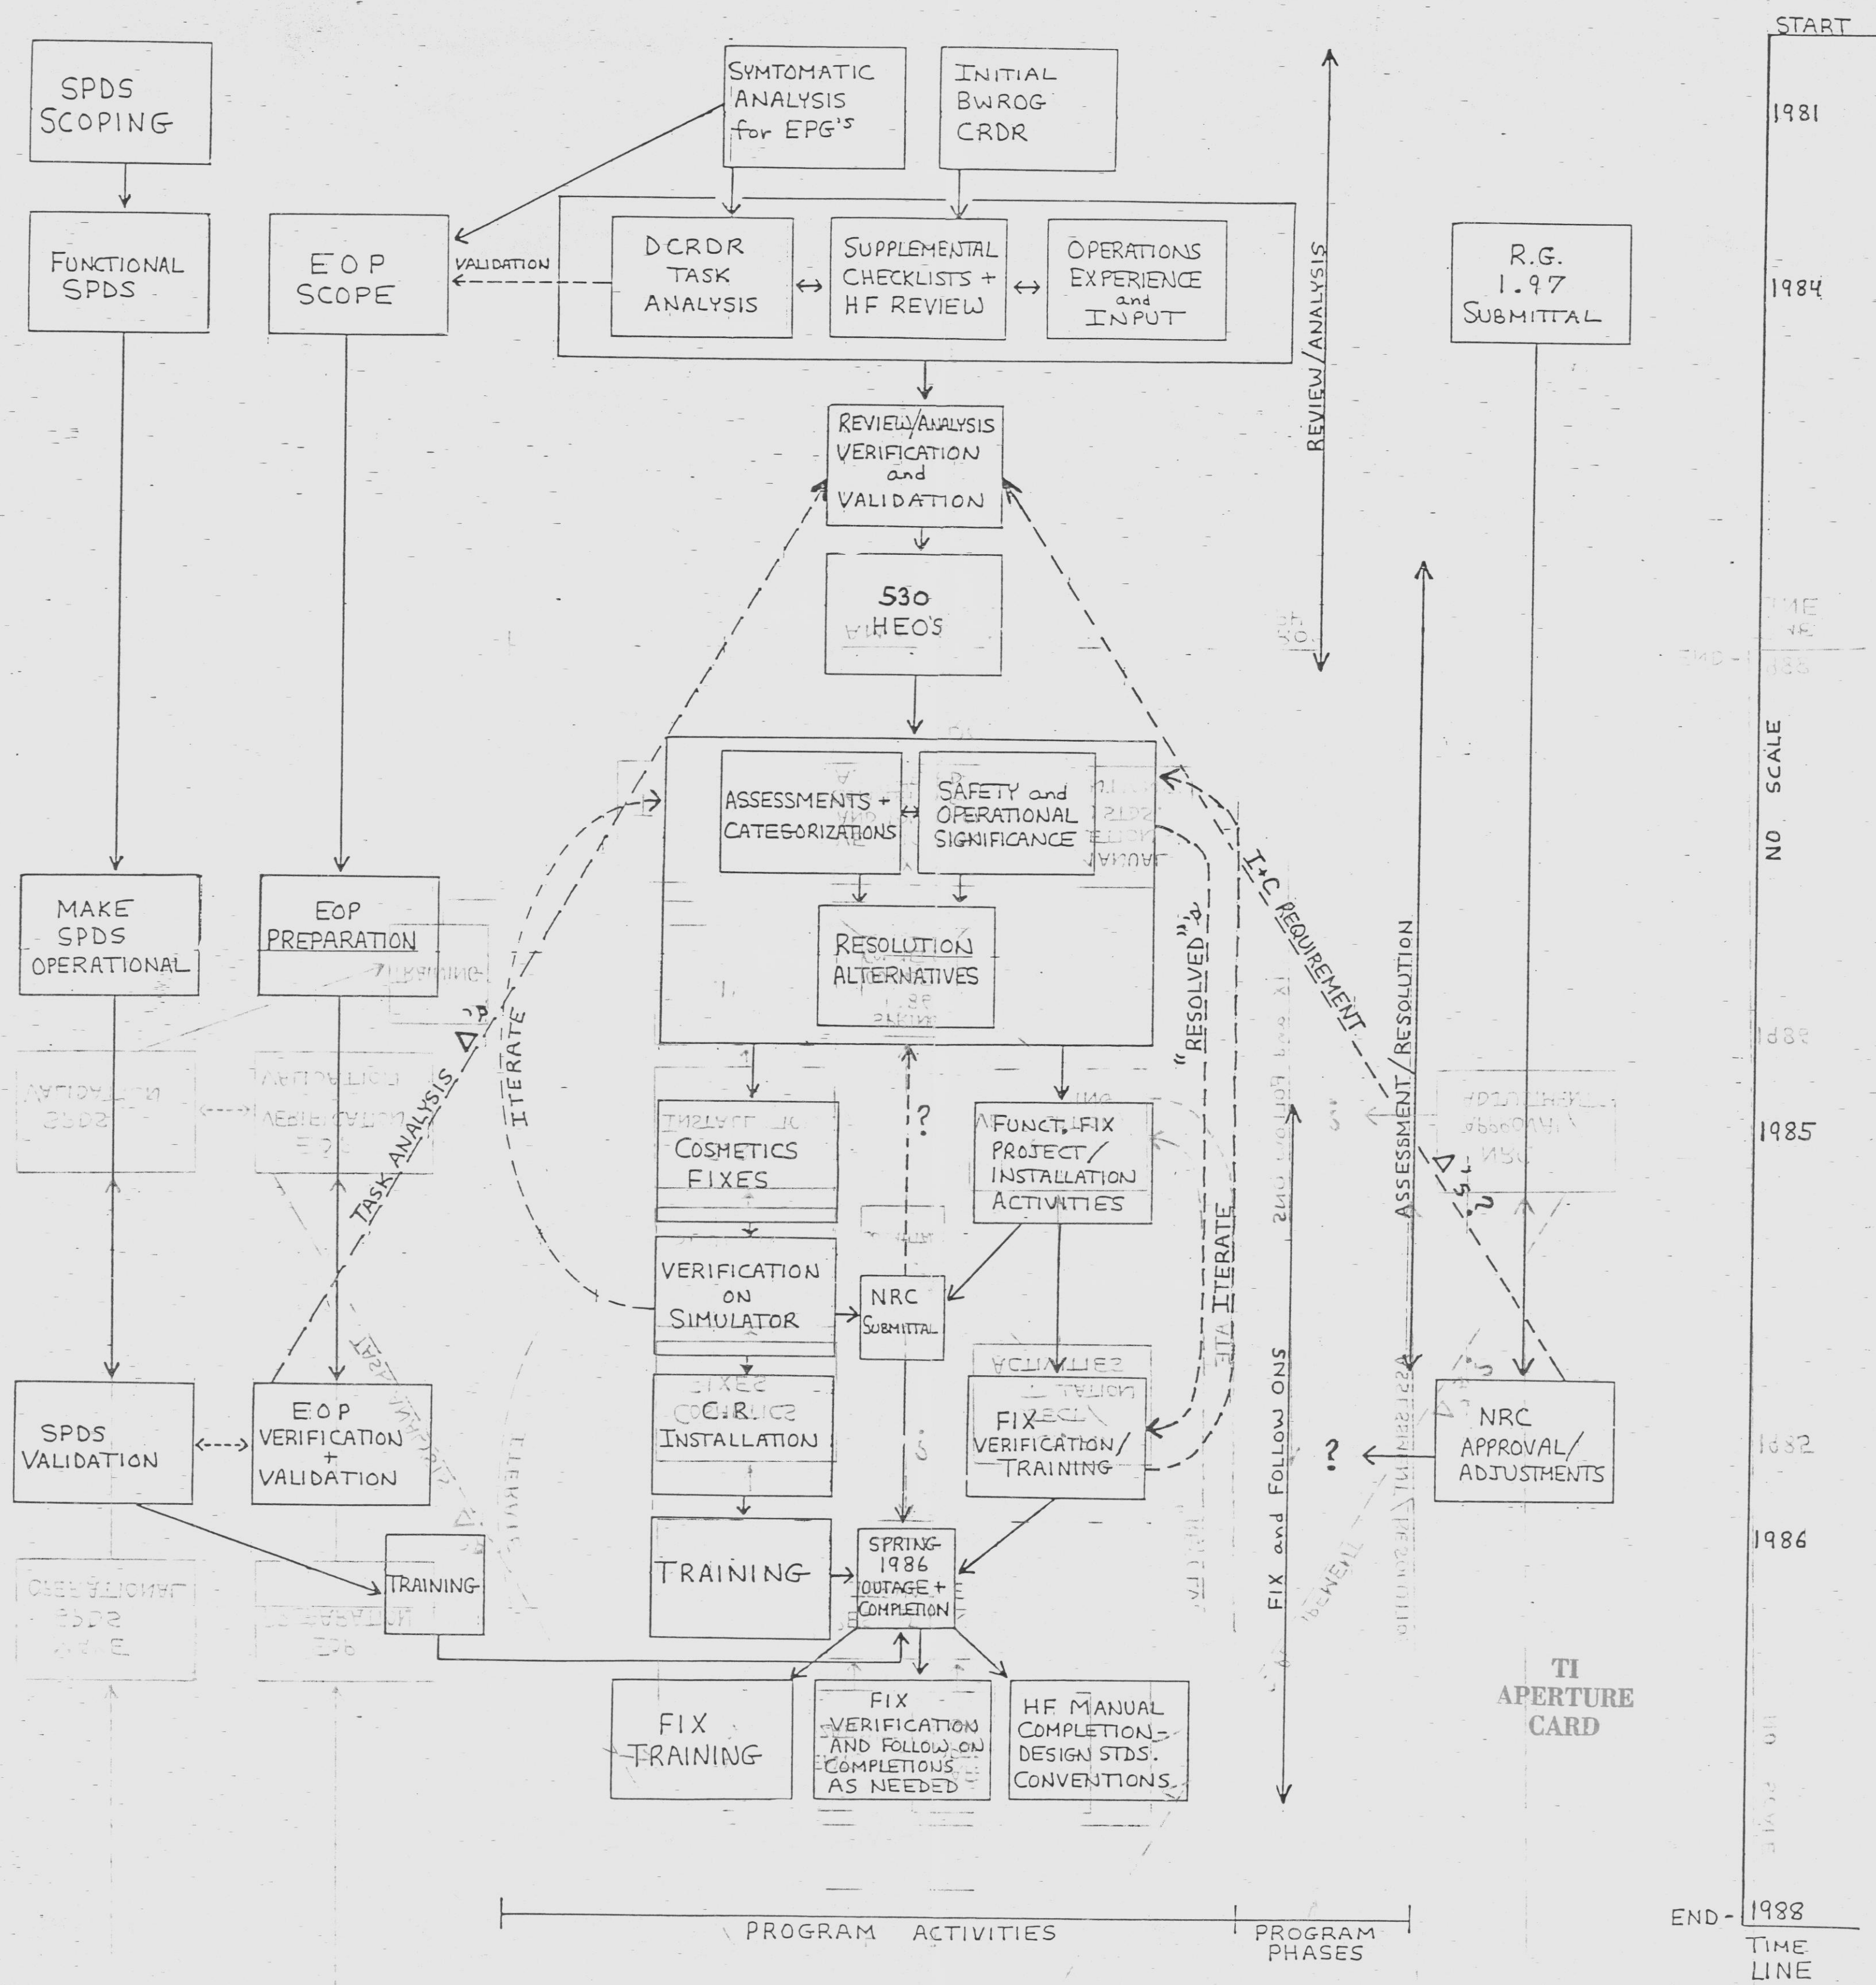 START
SPDS
SCOPING
SYMTOMATIC
ANALYSIS
for EPG'S
INITIAL
BWROG
CRDR
1981
FUNCTIONAL
SPDS
EOP
SCOPE
VALIDATION
DCRDR
TASK
ANALYSIS
SUPPLEMENTAL
CHECKLISTS +
HF REVIEW
OPERATIONS
EXPERIENCE
and
INPUT
REVIEW/ANALYSIS
R.G.
1.97
SUBMITTAL
1984
REVIEW/ANALYSIS
VERIFICATION
and
VALIDATION
530
HEO'S
NO SCALE
ASSESSMENTS +
CATEGORIZATIONS
SAFETY and
OPERATIONAL
SIGNIFICANCE
RESOLUTION
ALTERNATIVES
MAKE
SPDS
OPERATIONAL
EOP
PREPARATION
TASK ANALYSIS Δ'S
ITERATE
"RESOLVED"'s
ITERATE
I+C REQUIREMENT Δ'S ?
ASSESSMENT/RESOLUTION
COSMETICS
FIXES
?
FUNCT. FIX
PROJECT/
INSTALLATION
ACTIVITIES
1985
VERIFICATION
ON
SIMULATOR
NRC
SUBMITTAL
C.R.
INSTALLATION
FIX
VERIFICATION/
TRAINING
SPDS
VALIDATION
EOP
VERIFICATION
+
VALIDATION
FIX and FOLLOW ONS
?
NRC
APPROVAL/
ADJUSTMENTS
1986
TRAINING
TRAINING
SPRING
1986
OUTAGE +
COMPLETION
FIX
TRAINING
FIX
VERIFICATION
AND FOLLOW ON
COMPLETIONS
AS NEEDED
HF MANUAL
COMPLETION-
DESIGN STDS.
CONVENTIONS
TI
APERTURE
CARD
END - 1988
PROGRAM ACTIVITIES
PROGRAM
PHASES
TIME
LINE